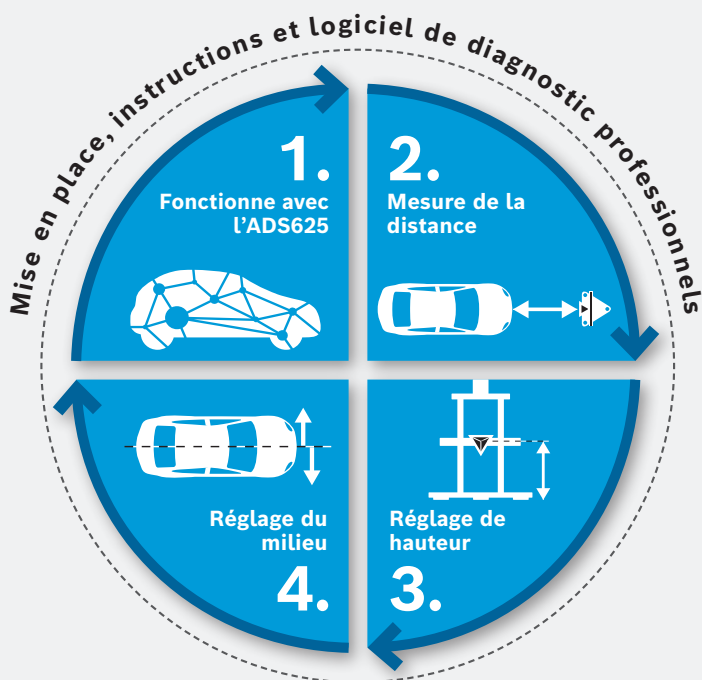 Mise en place, instructions et logiciel de diagnostic professionnels
1.
Fonctionne avec
l'ADS625
2.
Mesure de la
distance
Réglage de
hauteur
3.
Réglage du
milieu
4.